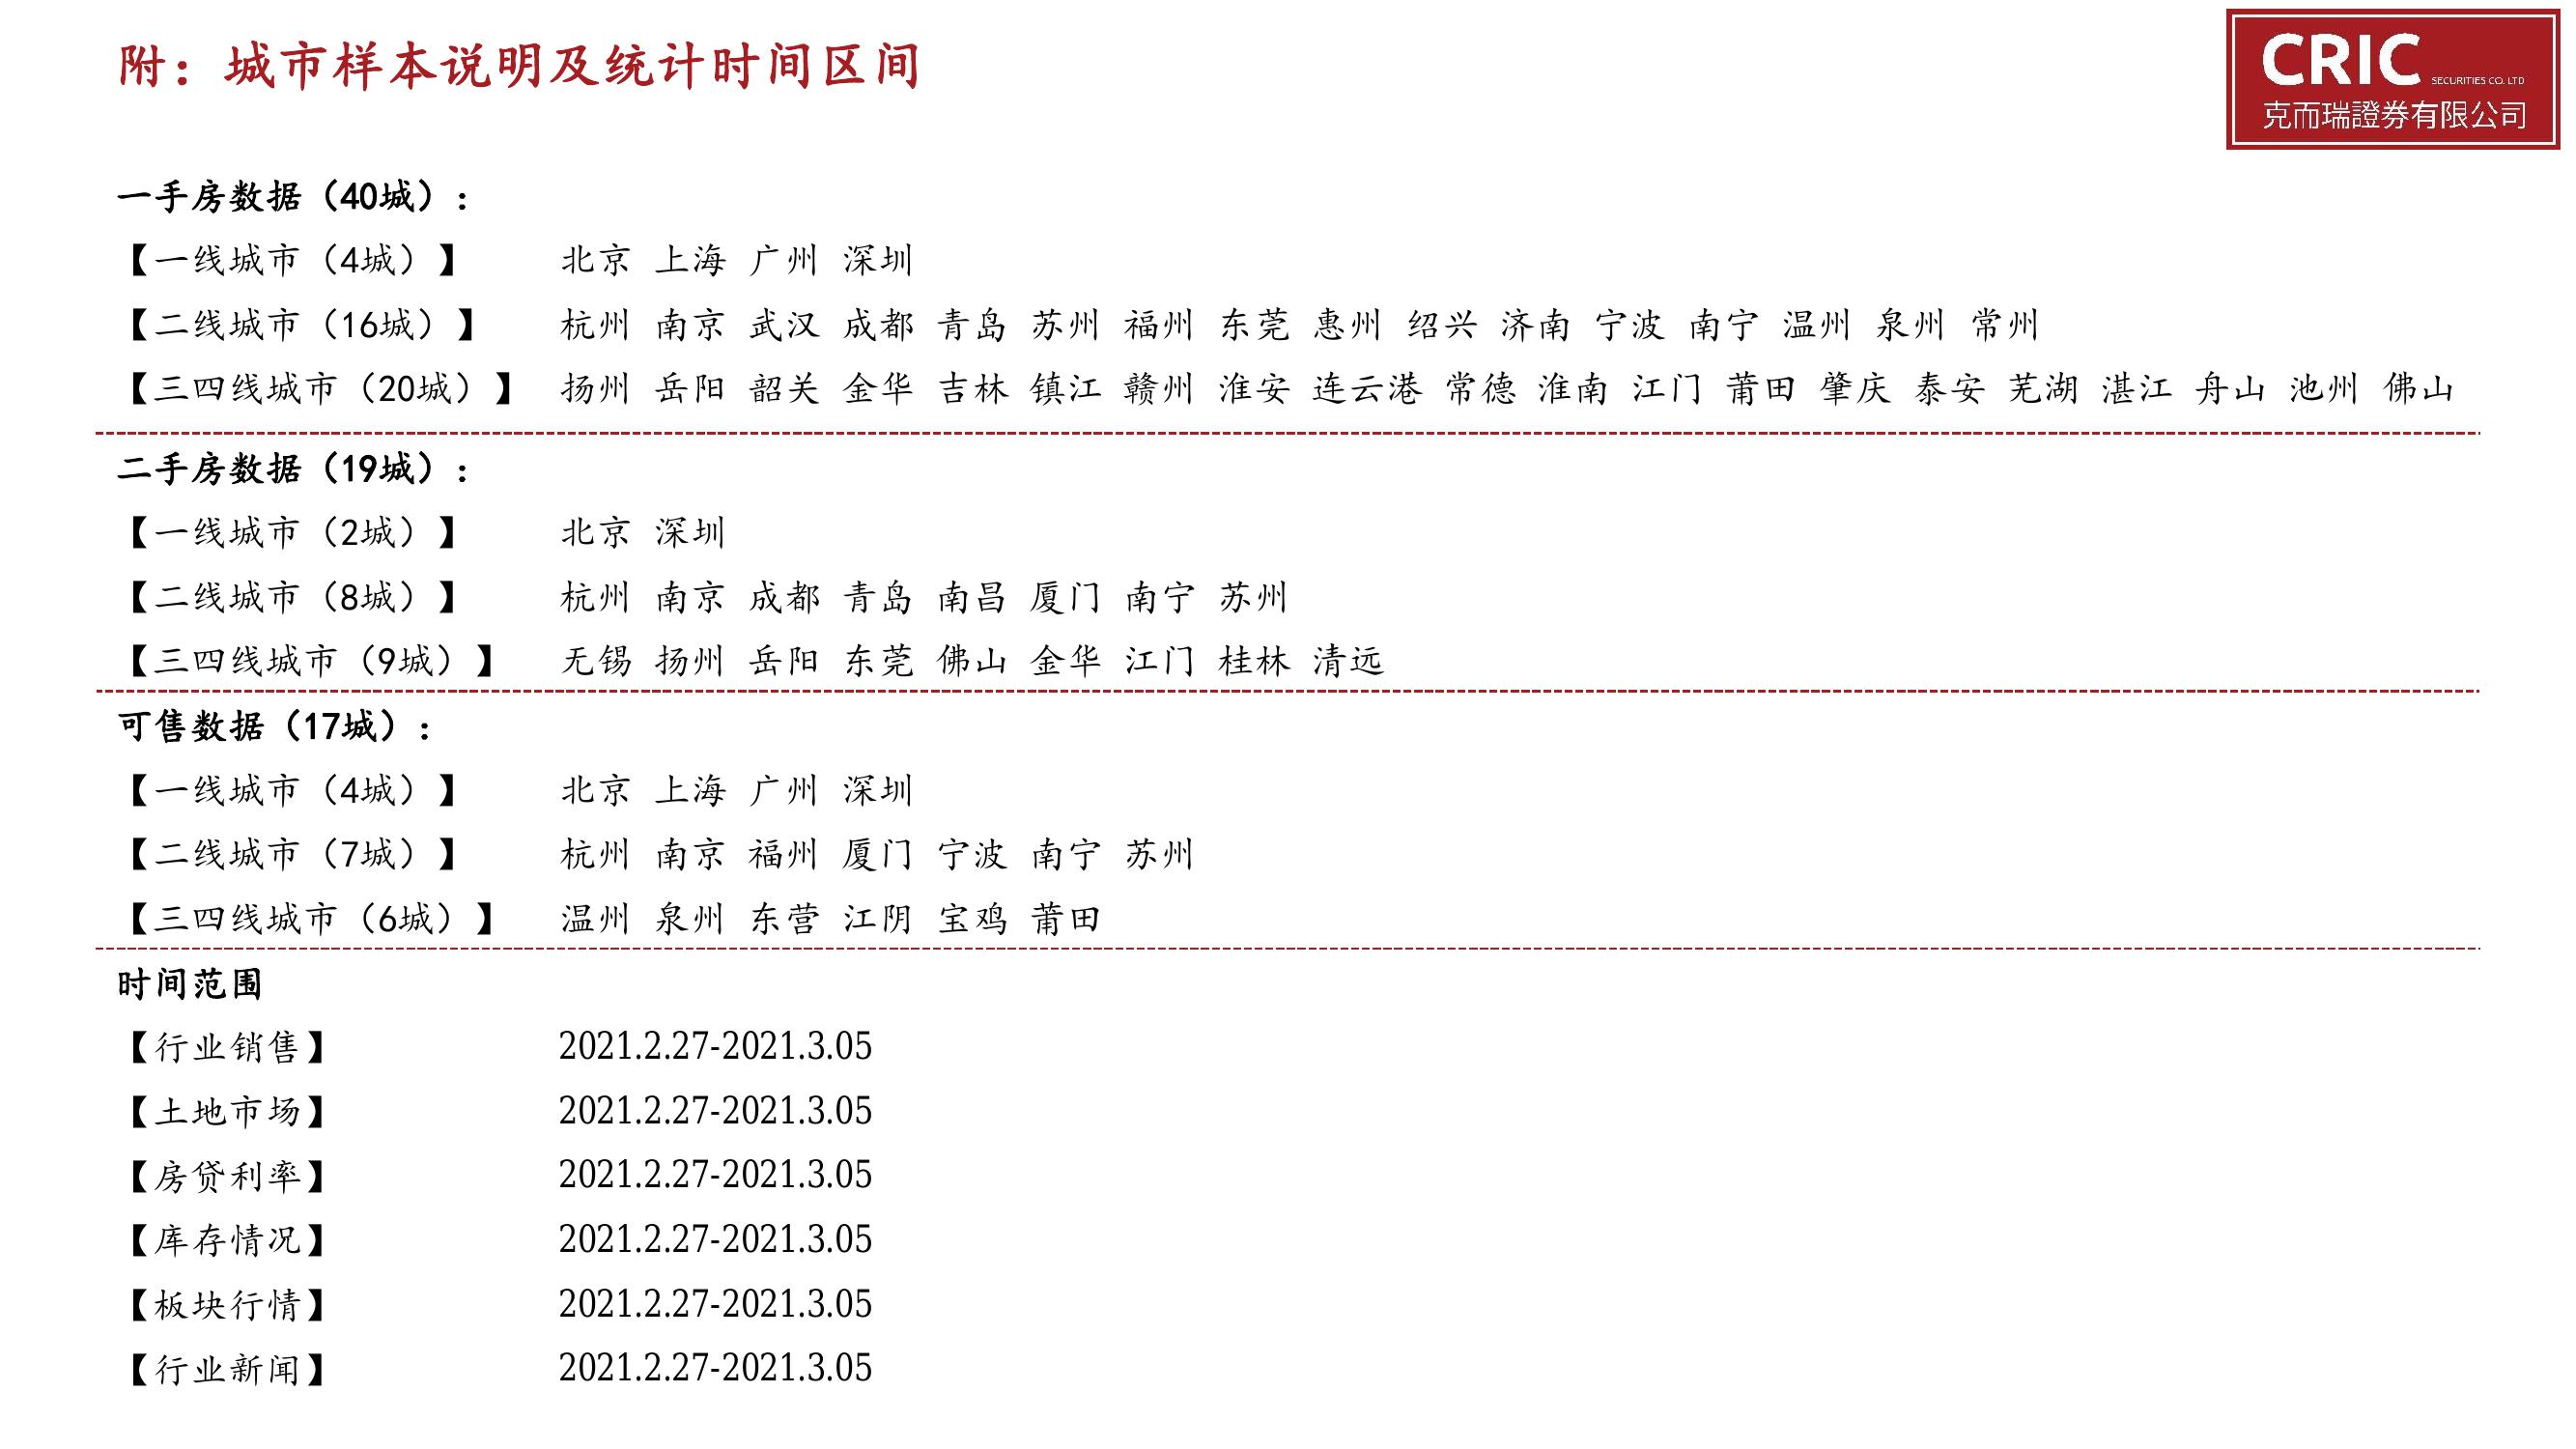 附：城市样本说明及统计时间区间
CRIC SECURITIES CO. LTD
克而瑞證券有限公司
一手房数据（40城）：
【一线城市（4城）】 北京 上海 广州 深圳
【二线城市（16城）】 杭州 南京 武汉 成都 青岛 苏州 福州 东莞 惠州 绍兴 济南 宁波 南宁 温州 泉州 常州
【三四线城市（20城）】 扬州 岳阳 韶关 金华 吉林 镇江 赣州 淮安 连云港 常德 淮南 江门 莆田 肇庆 泰安 芜湖 湛江 舟山 池州 佛山
二手房数据（19城）：
【一线城市（2城）】 北京 深圳
【二线城市（8城）】 杭州 南京 成都 青岛 南昌 厦门 南宁 苏州
【三四线城市（9城）】 无锡 扬州 岳阳 东莞 佛山 金华 江门 桂林 清远
可售数据（17城）：
【一线城市（4城）】 北京 上海 广州 深圳
【二线城市（7城）】 杭州 南京 福州 厦门 宁波 南宁 苏州
【三四线城市（6城）】 温州 泉州 东营 江阴 宝鸡 莆田
时间范围
【行业销售】 2021.2.27-2021.3.05
【土地市场】 2021.2.27-2021.3.05
【房贷利率】 2021.2.27-2021.3.05
【库存情况】 2021.2.27-2021.3.05
【板块行情】 2021.2.27-2021.3.05
【行业新闻】 2021.2.27-2021.3.05